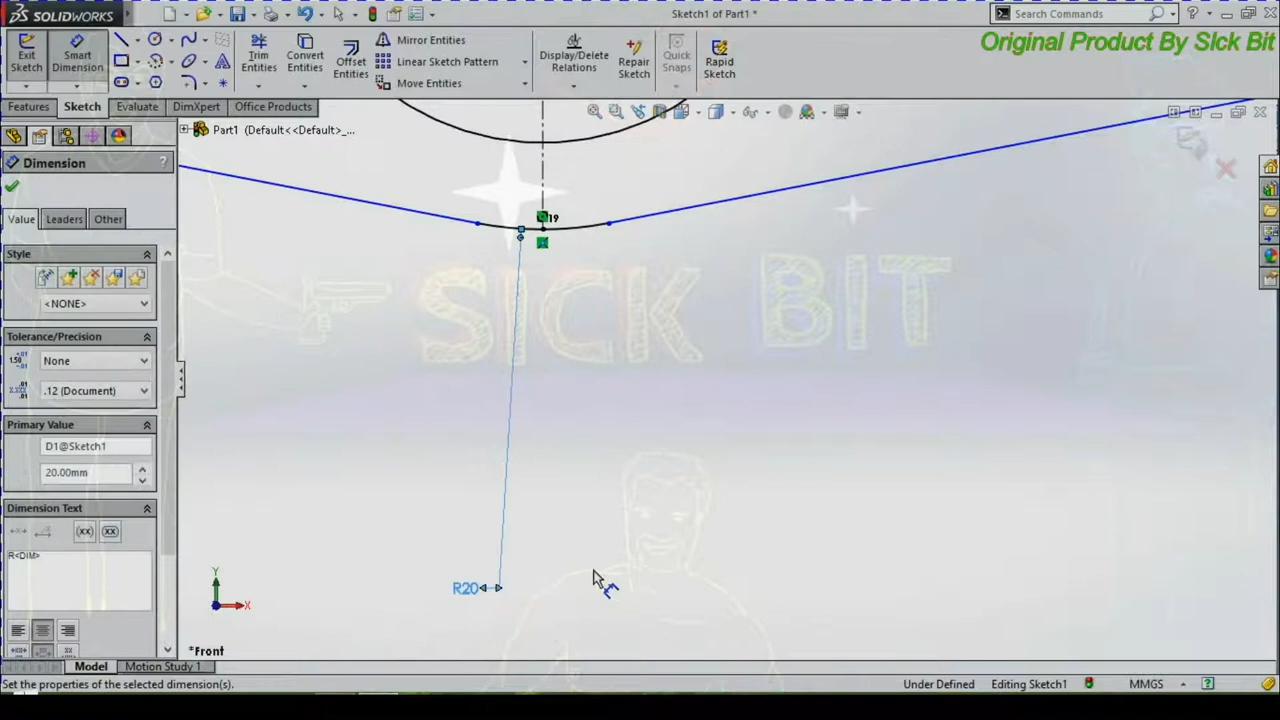 SOLIDWORKS
Sketch1 of Part1 *
Search Commands
Original Product By Sick Bit
Exit Sketch
Smart Dimension
Trim Entities
Convert Entities
Offset Entities
Mirror Entities
Linear Sketch Pattern
Move Entities
Display/Delete Relations
Repair Sketch
Quick Snaps
Rapid Sketch
Features
Sketch
Evaluate
DimXpert
Office Products
Part1 (Default<<Default>_...
Dimension
?
Value
Leaders
Other
Style
<NONE>
Tolerance/Precision
None
.12 (Document)
Primary Value
D1@Sketch1
20.00mm
Dimension Text
(xx)
(xx)
R<DIM>
19
SICK BIT
R20
Y
X
*Front
Model
Motion Study 1
Set the properties of the selected dimension(s).
Under Defined
Editing Sketch1
MMGS